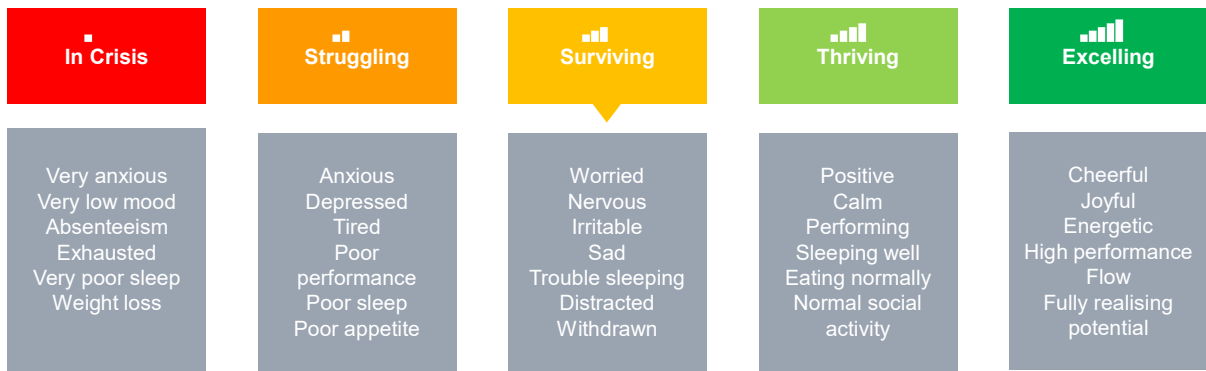 In Crisis
Struggling
Surviving
Thriving
Excelling
Very anxious
Very low mood
Absenteeism
Exhausted
Very poor sleep
Weight loss
Anxious
Depressed
Tired
Poor
performance
Poor sleep
Poor appetite
Worried
Nervous
Irritable
Sad
Trouble sleeping
Distracted
Withdrawn
Positive
Calm
Performing
Sleeping well
Eating normally
Normal social
activity
Cheerful
Joyful
Energetic
High performance
Flow
Fully realising
potential